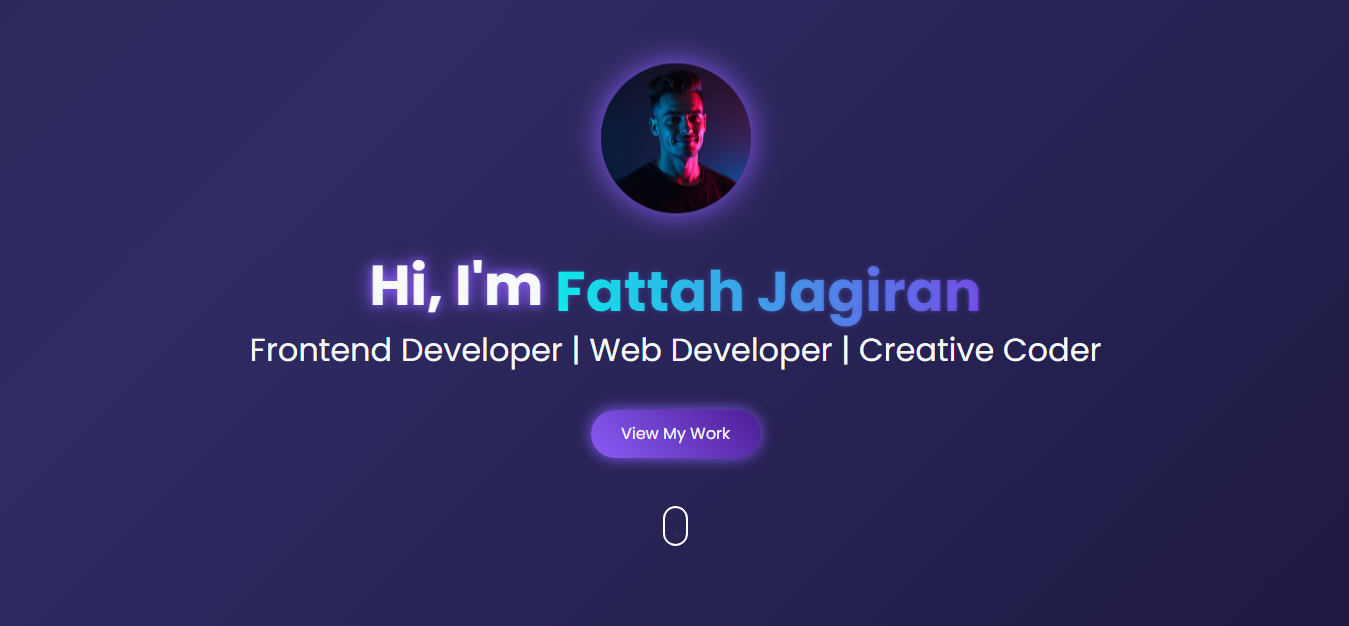 Hi, I'm Fattah Jagiran
Frontend Developer | Web Developer | Creative Coder
View My Work